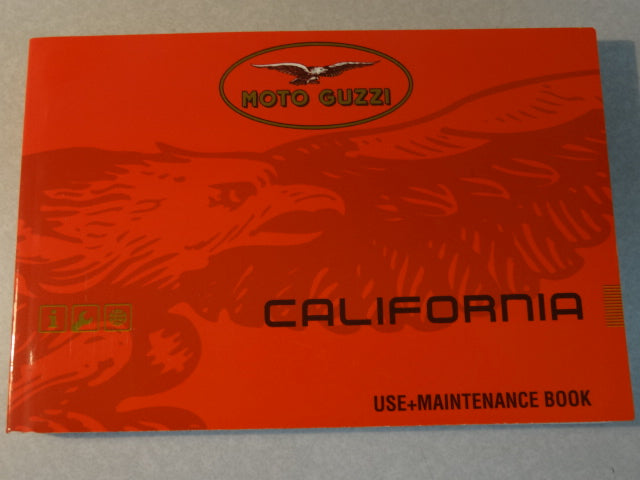 MOTO GUZZI
i
CALIFORNIA
USE+MAINTENANCE BOOK